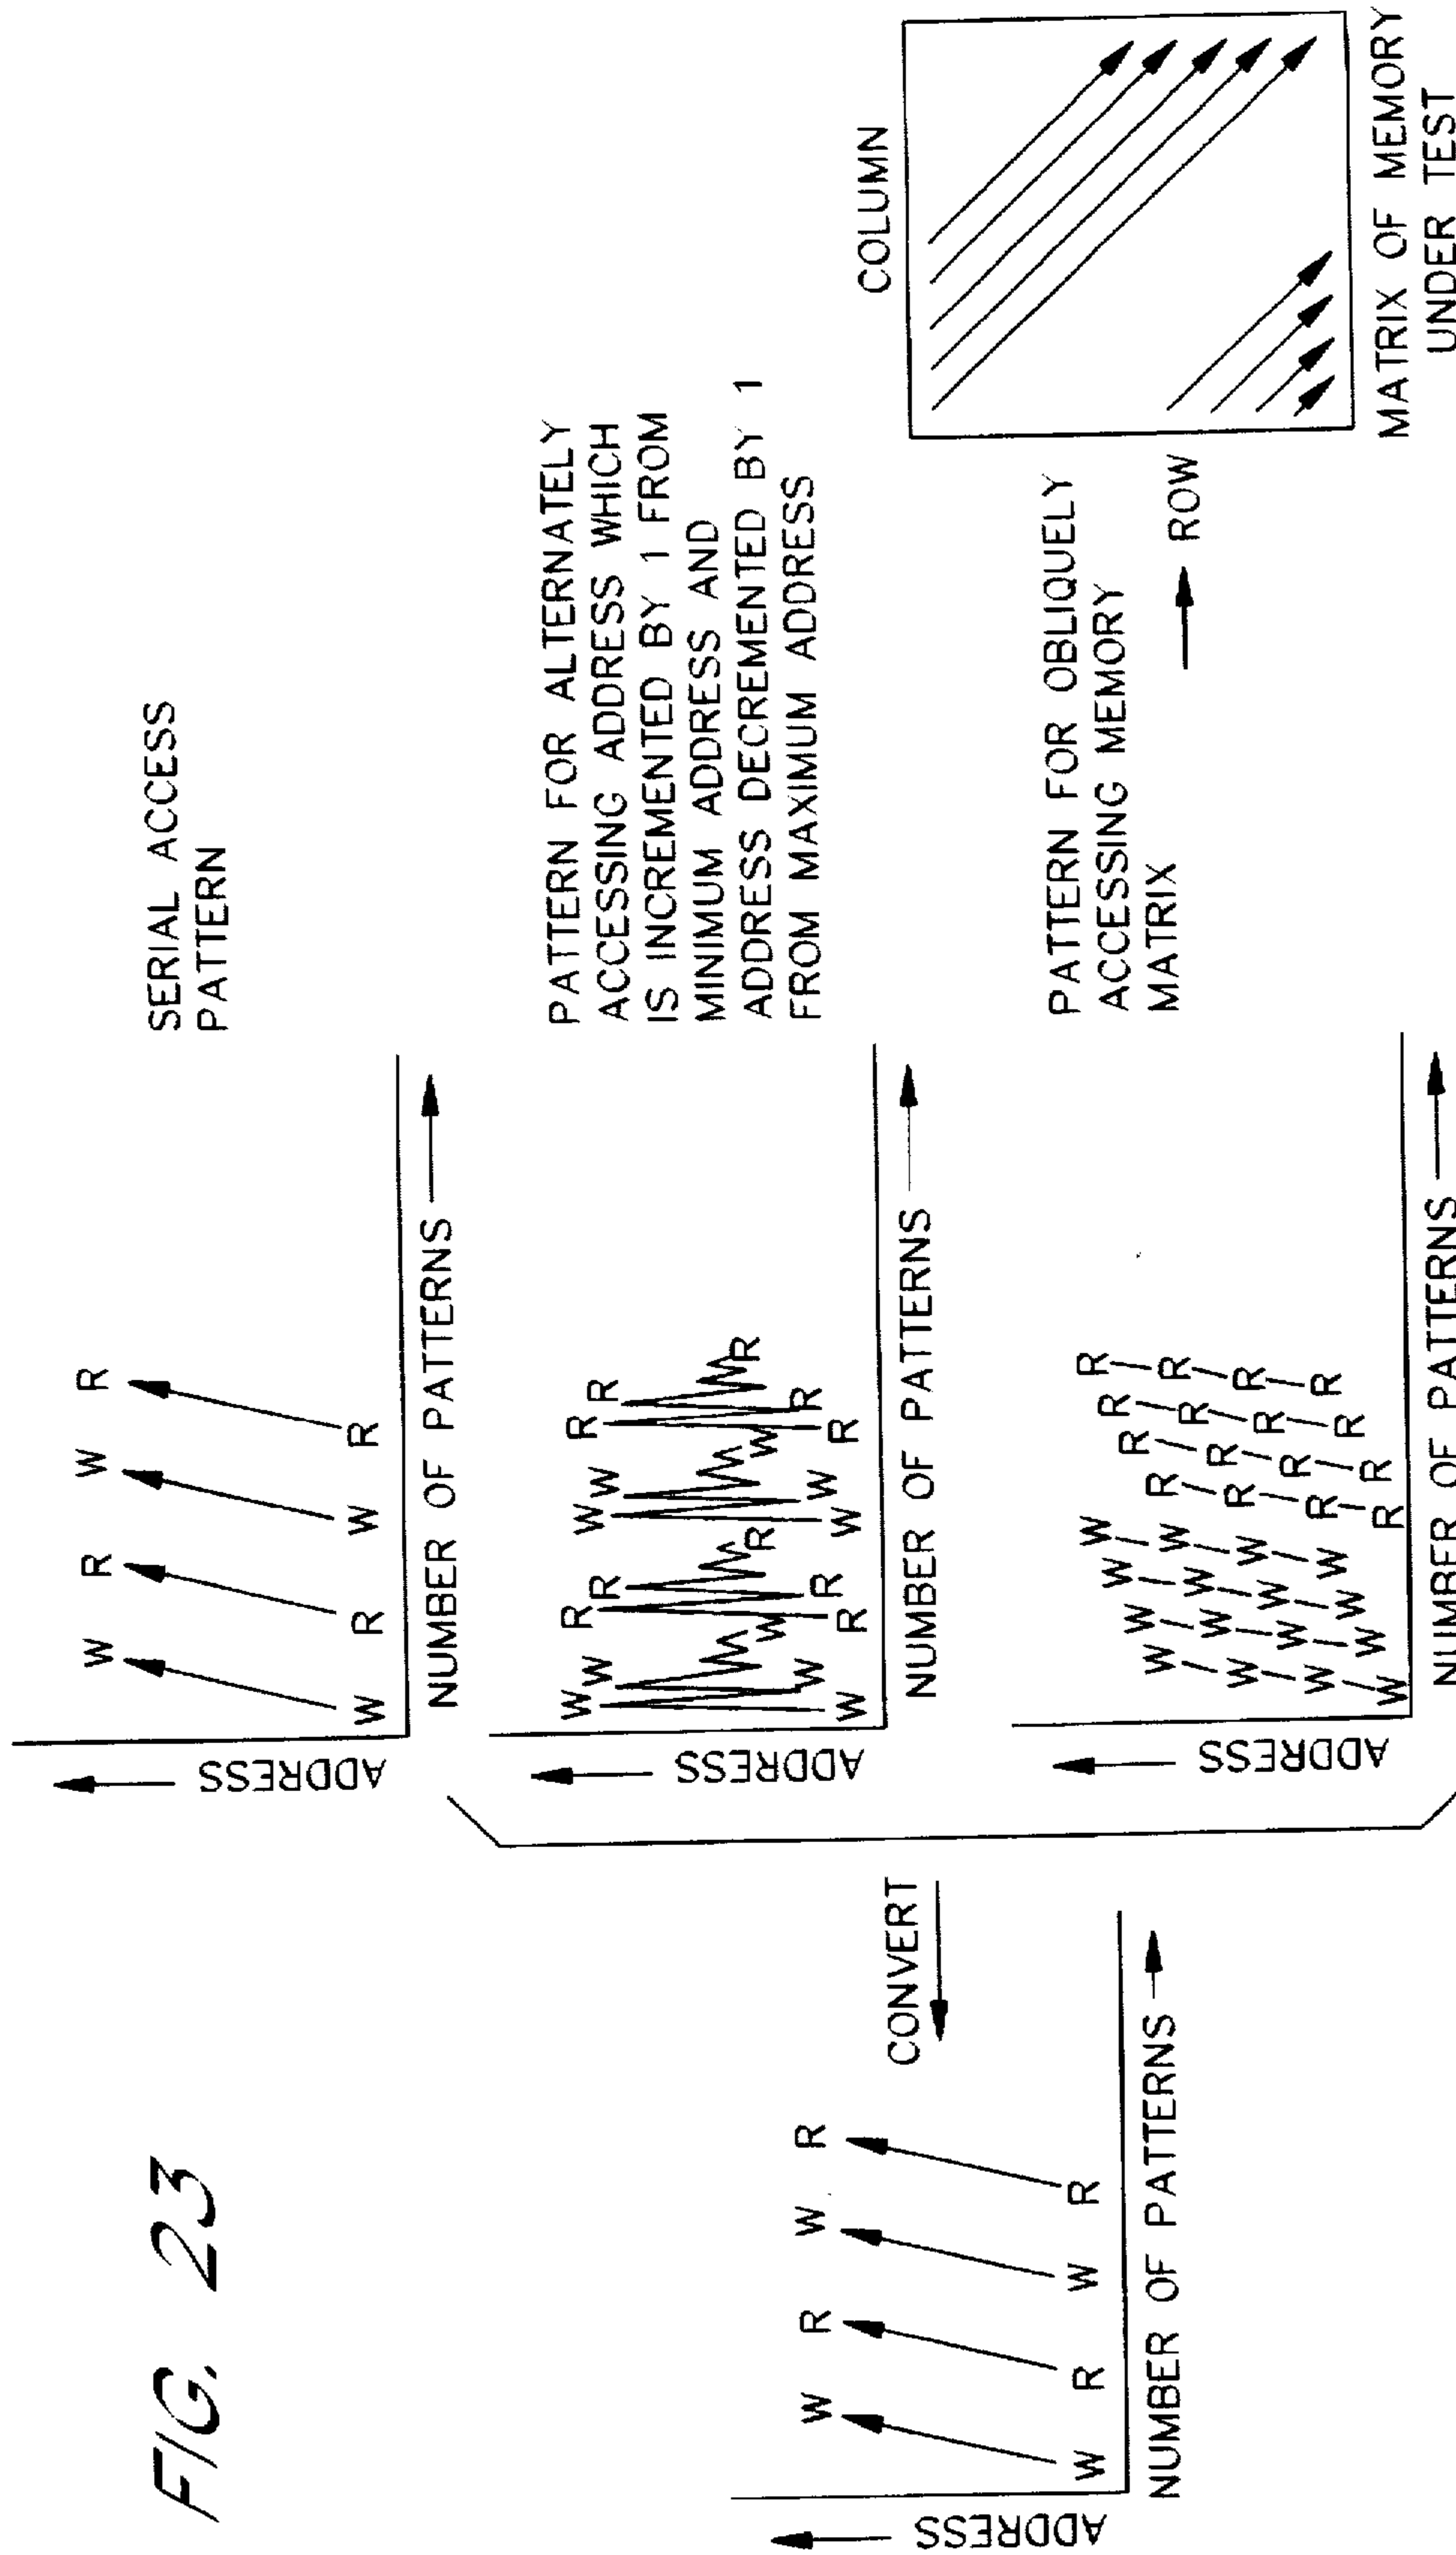 FIG. 23
W R W R
W R W R
ADDRESS
NUMBER OF PATTERNS
CONVERT
W R W R
W R W R
ADDRESS
NUMBER OF PATTERNS
SERIAL ACCESS
PATTERN
W W R R W W R R
W R W R
W W R R W W R R
ADDRESS
NUMBER OF PATTERNS
PATTERN FOR ALTERNATELY
ACCESSING ADDRESS WHICH
IS INCREMENTED BY 1 FROM
MINIMUM ADDRESS AND
ADDRESS DECREMENTED BY 1
FROM MAXIMUM ADDRESS
W W W W R R R R
W W W W R R R R
W W W W R R R R
W W W W R R R R
ADDRESS
NUMBER OF PATTERNS
PATTERN FOR OBLIQUELY
ACCESSING MEMORY
MATRIX
ROW
COLUMN
MATRIX OF MEMORY
UNDER TEST